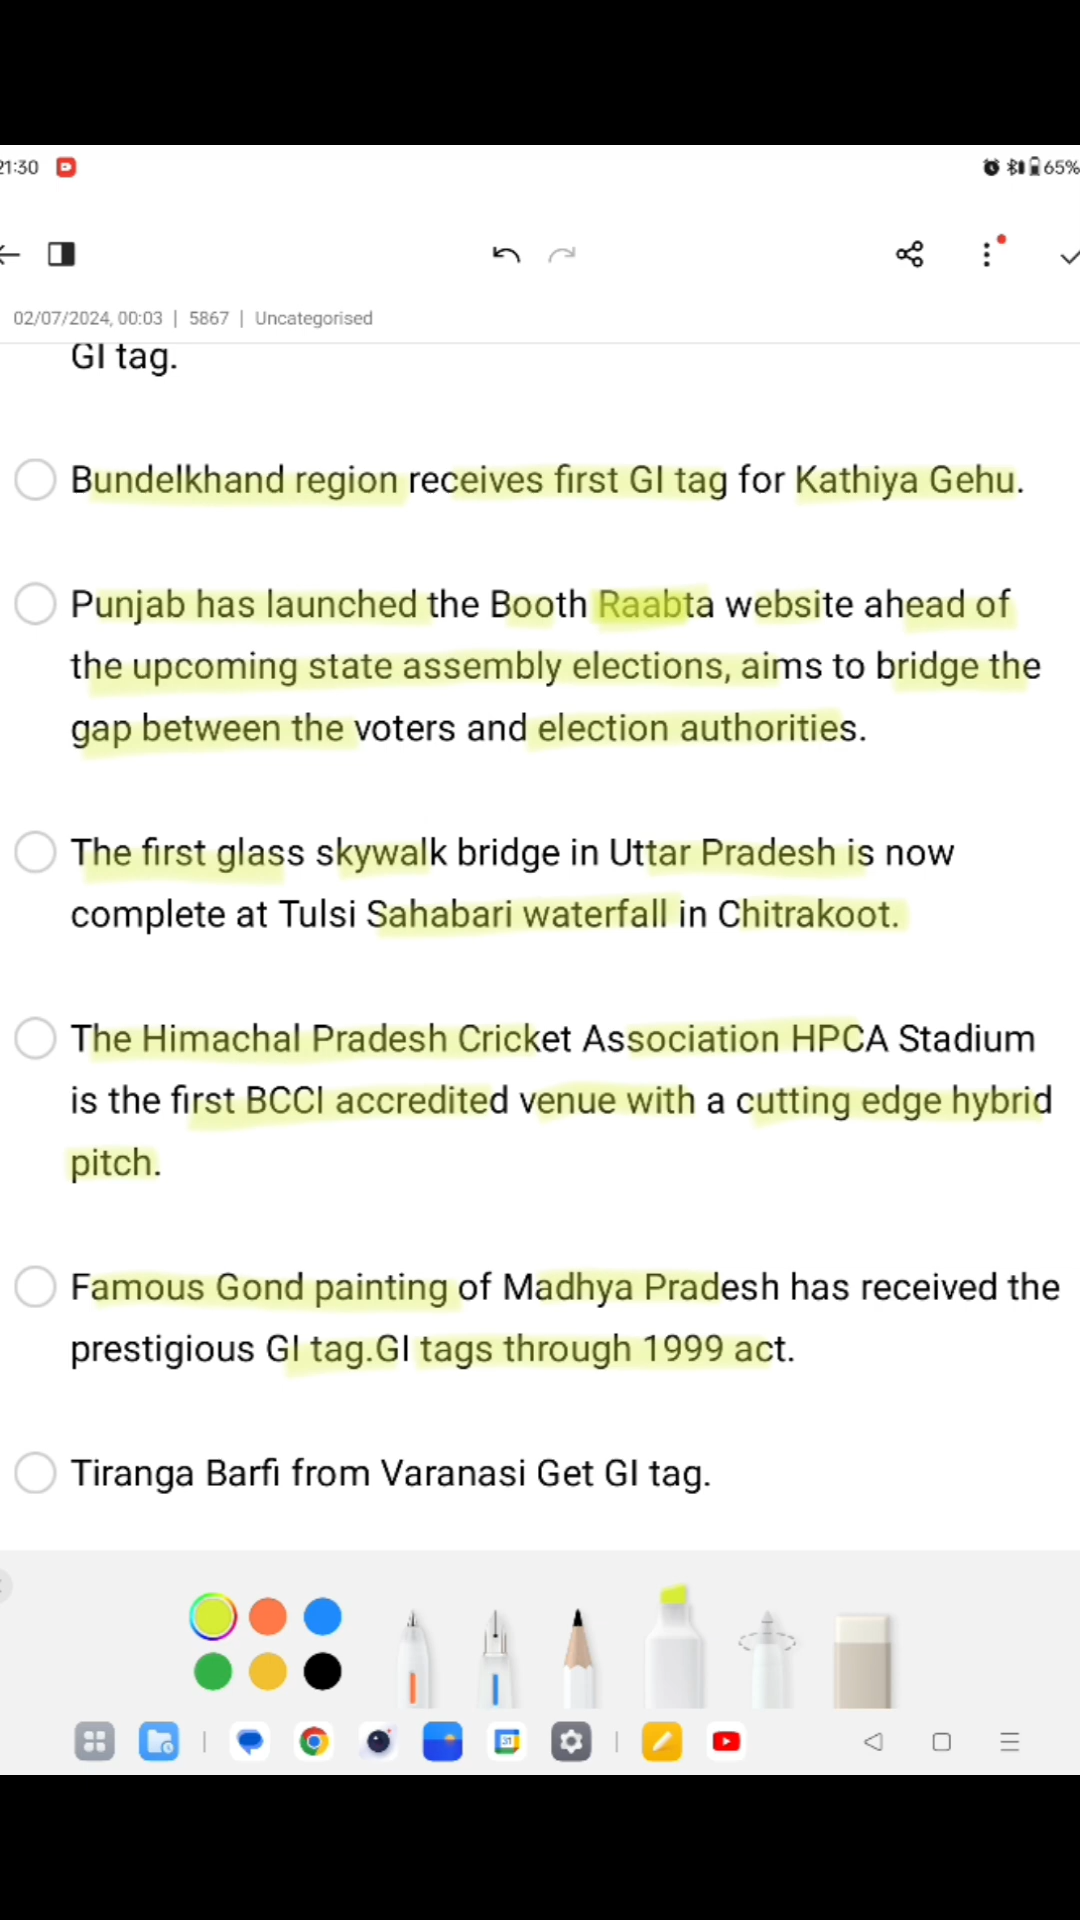 21:30
65%
02/07/2024, 00:03 | 5867 | Uncategorised
GI tag.
Bundelkhand region receives first GI tag for Kathiya Gehu.
Punjab has launched the Booth Raabta website ahead of
the upcoming state assembly elections, aims to bridge the
gap between the voters and election authorities.
The first glass skywalk bridge in Uttar Pradesh is now
complete at Tulsi Sahabari waterfall in Chitrakoot.
The Himachal Pradesh Cricket Association HPCA Stadium
is the first BCCI accredited venue with a cutting edge hybrid
pitch.
Famous Gond painting of Madhya Pradesh has received the
prestigious GI tag.GI tags through 1999 act.
Tiranga Barfi from Varanasi Get GI tag.
31